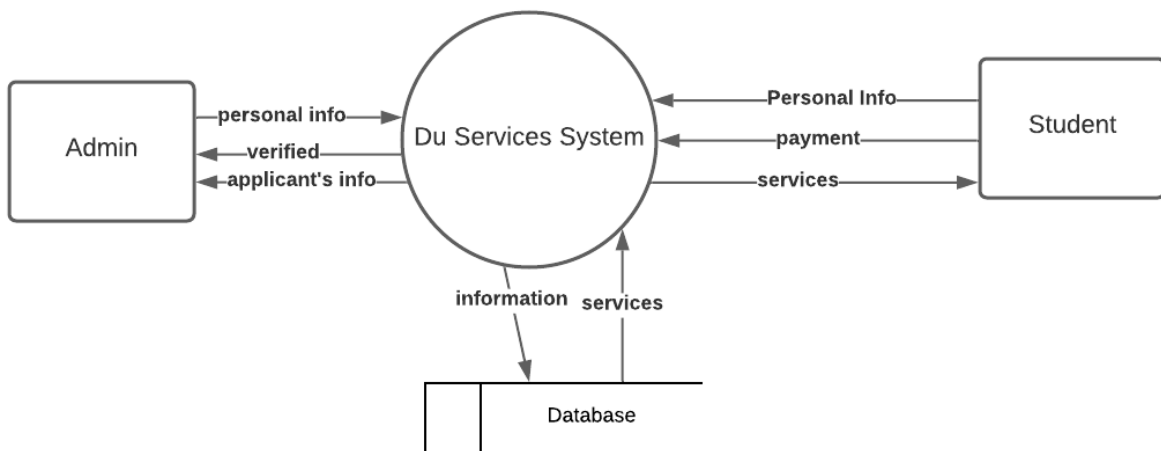 Admin
personal info
verified
applicant's info
Du Services System
Personal Info
payment
services
Student
information
services
Database